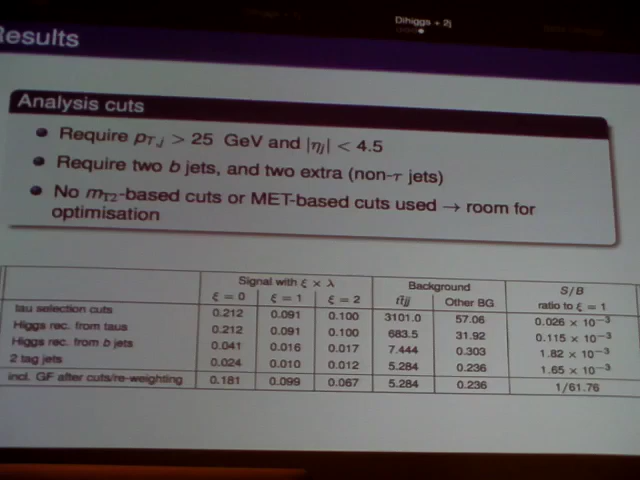 Dihiggs + 2j
Results
Analysis cuts
Require pT,j > 25 GeV and |ηj| < 4.5
Require two b jets, and two extra (non-τ jets)
No mT2-based cuts or MET-based cuts used → room for
optimisation
Signal with ξ × λ Background S/B
ξ = 0 ξ = 1 ξ = 2 Other BG ratio to ξ = 1
tau selection cuts 0.212 0.091 0.100 3101.0 57.06 0.026 × 10⁻³
Higgs rec. from taus 0.212 0.091 0.100 683.5 31.92 0.115 × 10⁻³
Higgs rec. from b jets 0.041 0.016 0.017 7.444 0.303 1.82 × 10⁻³
2 tag jets 0.024 0.010 0.012 5.284 0.236 1.65 × 10⁻³
incl. GF after cuts/re-weighting 0.181 0.099 0.067 5.284 0.236 1/61.76